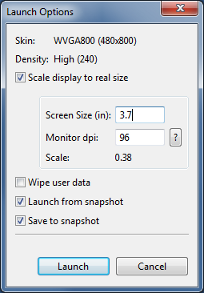 Launch Options
Skin: WVGA800 (480x800)
Density: High (240)
Scale display to real size
Screen Size (in): 3.7
Monitor dpi: 96 ?
Scale: 0.38
Wipe user data
Launch from snapshot
Save to snapshot
Launch Cancel